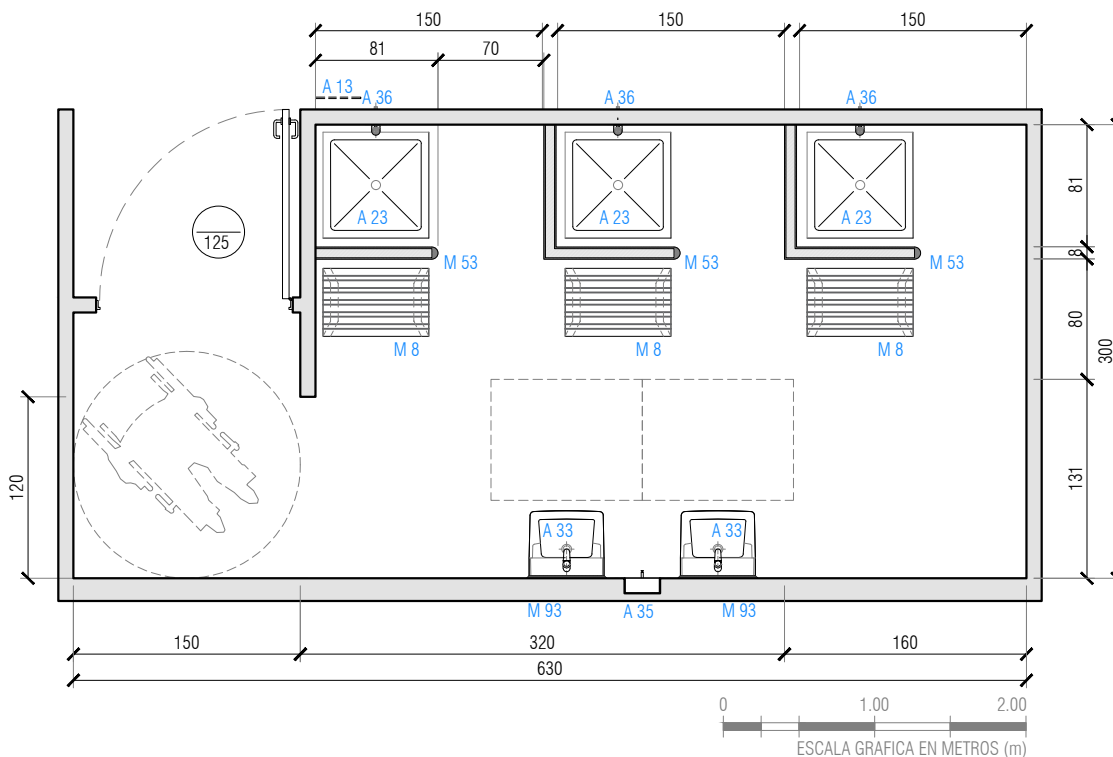 150 150 150
81 70
A 13
A 36 A 36 A 36
A 23 A 23 A 23
125
M 53 M 53 M 53
M 8 M 8 M 8
81
8
80
300
131
120
A 33 A 33
M 93 A 35 M 93
150 320 160
630
0 1.00 2.00
ESCALA GRAFICA EN METROS (m)